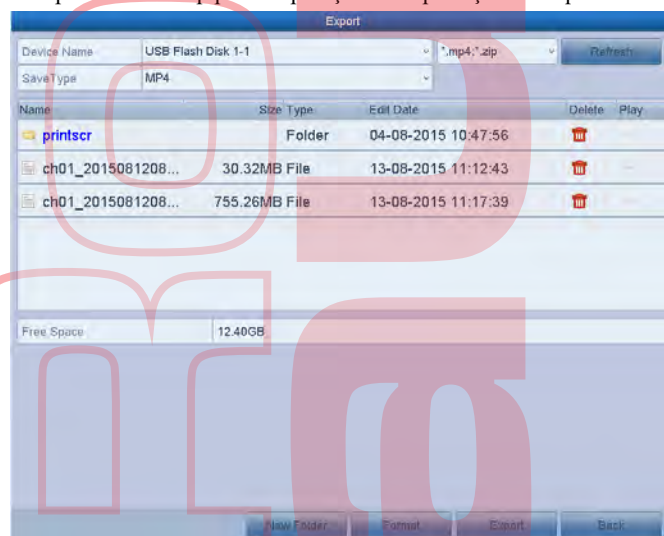 Export
Device Name USB Flash Disk 1-1 *.mp4;*.zip Refresh
SaveType MP4
Name Size Type Edit Date Delete Play
printscr Folder 04-08-2015 10:47:56
ch01_2015081208... 30.32MB File 13-08-2015 11:12:43
ch01_2015081208... 755.26MB File 13-08-2015 11:17:39
Free Space 12.40GB
New Folder Format Export Back